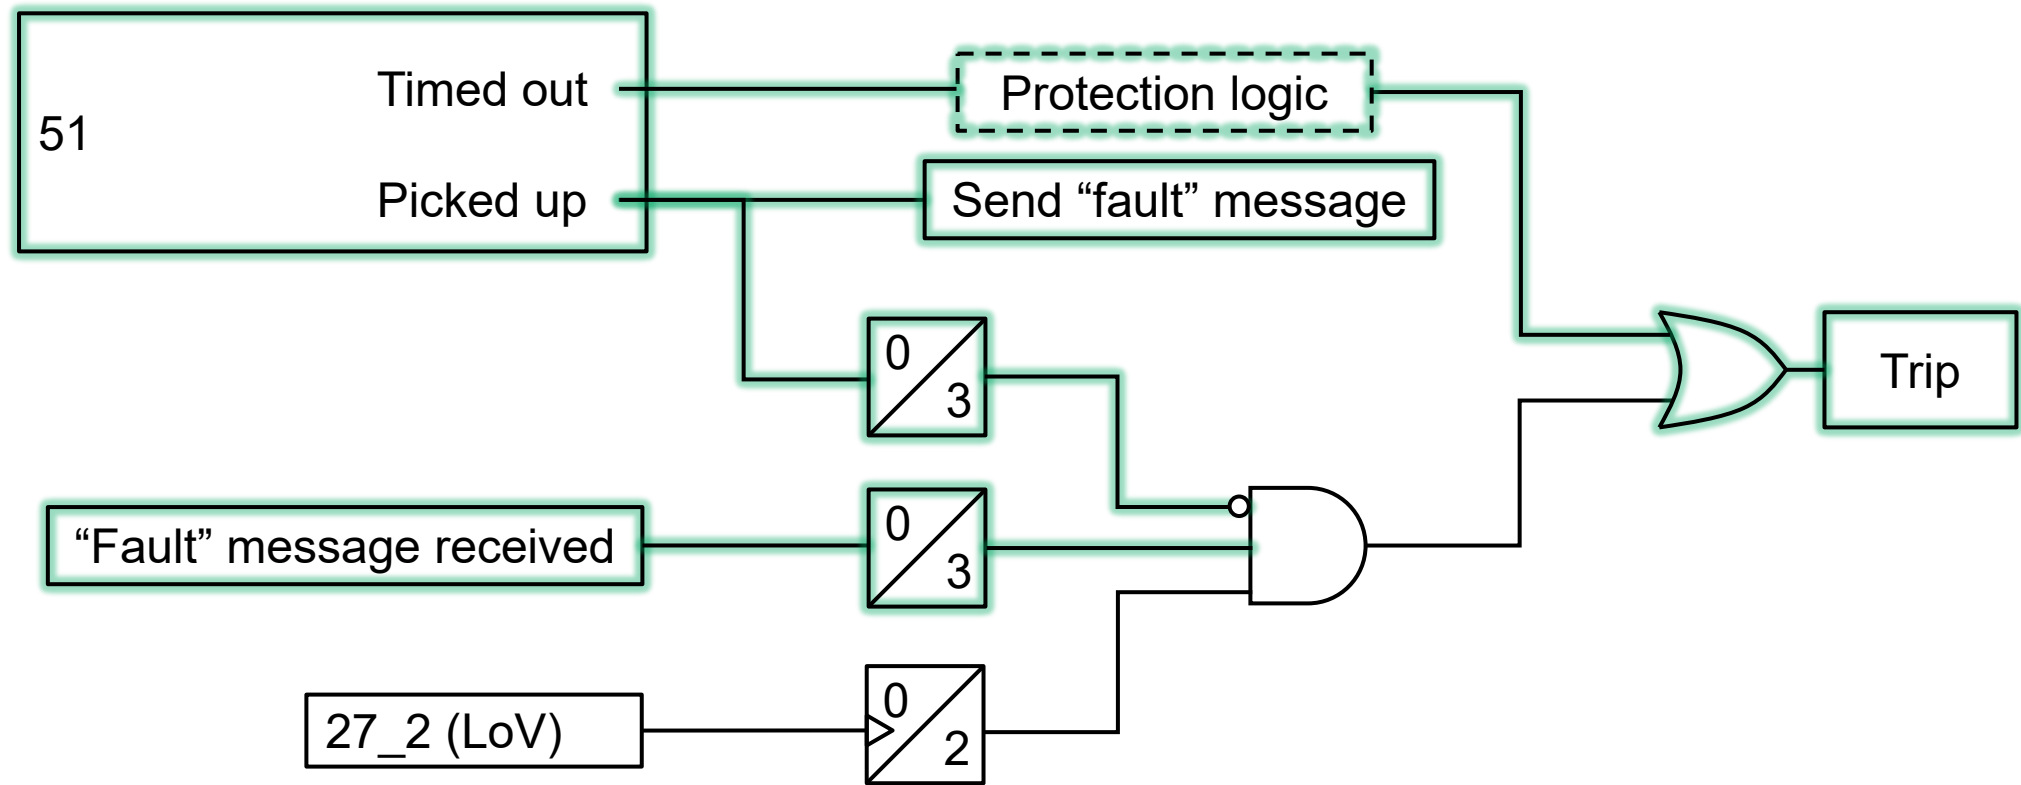 Timed out
51
Picked up
Protection logic
Send “fault” message
0
3
Trip
“Fault” message received
0
3
27_2 (LoV)
0
2